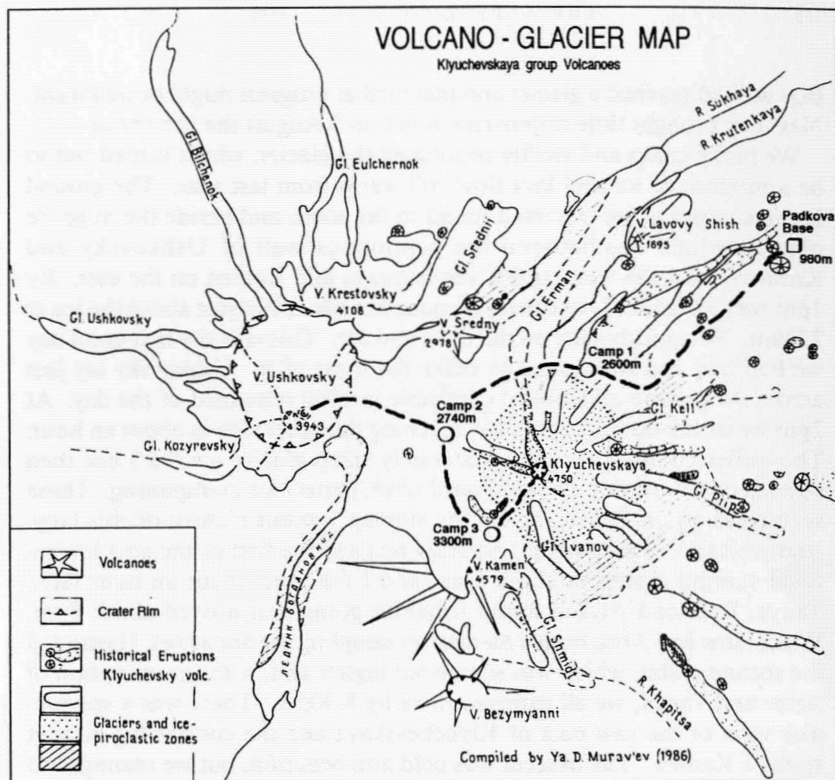 VOLCANO-GLACIER MAP
Klyuchevskaya group Volcanoes
Gl. Bilchenok
Gl. Eulchernok
Sukhaya
R. Krutenkaya
V. Lavovy Shish
1695
Padkova Base
980m
Sredniy
Gl. Erman
V. Krestovsky
4108
Gl. Ushkovsky
V. Sredny
2978
Camp 1
2600m
V. Ushkovsky
3943
Camp 2
2740m
Gl. Kell
Gl. Kornevsky
Klyuchevskaya
4750
Camp 3
3300m
V. Kamen
4579
Gl. Ivanov
Gl. Shmidt
V. Bezymyanni
Khapitsa
Volcanoes
Crater Rim
Historical Eruptions
Klyuchevsky volc.
Glaciers and ice-
piroclastic zones
Compiled by Ya D. Murav'ev (1986)